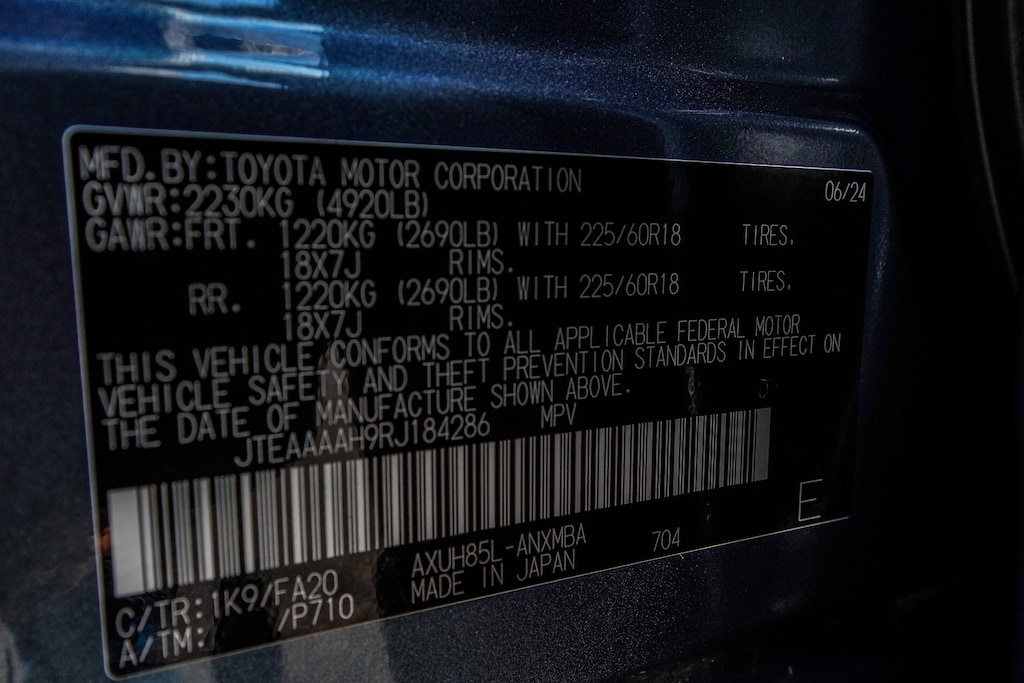 MFD.BY:TOYOTA MOTOR CORPORATION 06/24
GVWR:2230KG (4920LB)
GAWR:FRT. 1220KG (2690LB) WITH 225/60R18 TIRES,
18X7J RIMS.
RR. 1220KG (2690LB) WITH 225/60R18 TIRES,
18X7J RIMS.
THIS VEHICLE CONFORMS TO ALL APPLICABLE FEDERAL MOTOR
VEHICLE SAFETY AND THEFT PREVENTION STANDARDS IN EFFECT ON
THE DATE OF MANUFACTURE SHOWN ABOVE.
JTEAAAAH9RJ184286 MPV
E
C/TR:1K9/FA20 AXUH85L-ANXMBA 704
A/TM: /P710 MADE IN JAPAN